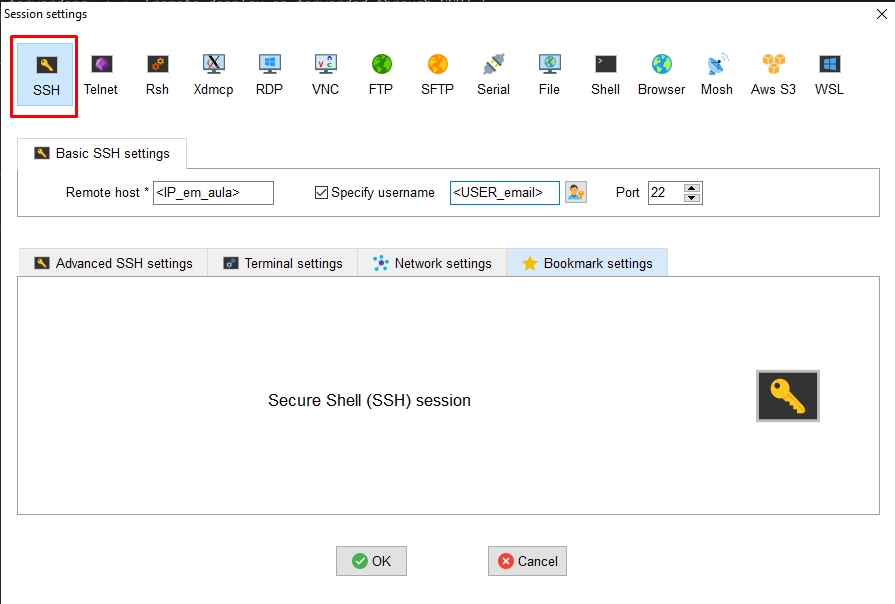 Session settings
SSH Telnet Rsh Xdmcp RDP VNC FTP SFTP Serial File Shell Browser Mosh Aws S3 WSL
Basic SSH settings
Remote host * <IP_em_aula> Specify username <USER_email> Port 22
Advanced SSH settings Terminal settings Network settings Bookmark settings
Secure Shell (SSH) session
OK Cancel